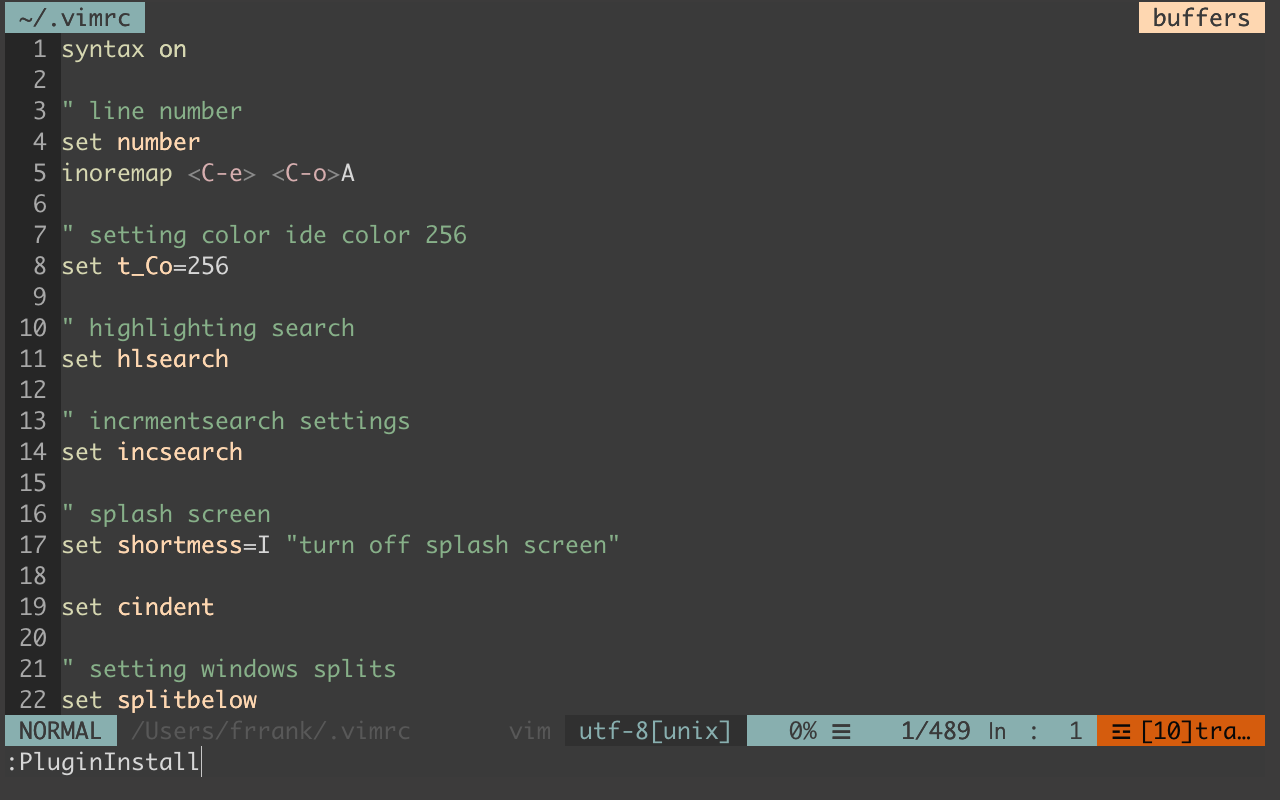 ~/.vimrc buffers
1 syntax on
2
3 " line number
4 set number
5 inoremap <C-e> <C-o>A
6
7 " setting color ide color 256
8 set t_Co=256
9
10 " highlighting search
11 set hlsearch
12
13 " incrmentsearch settings
14 set incsearch
15
16 " splash screen
17 set shortmess=I "turn off splash screen"
18
19 set cindent
20
21 " setting windows splits
22 set splitbelow
NORMAL /Users/frrank/.vimrc vim utf-8[unix] 0% ☰ 1/489 ln : 1 ☲ [10]tra…
:PluginInstall